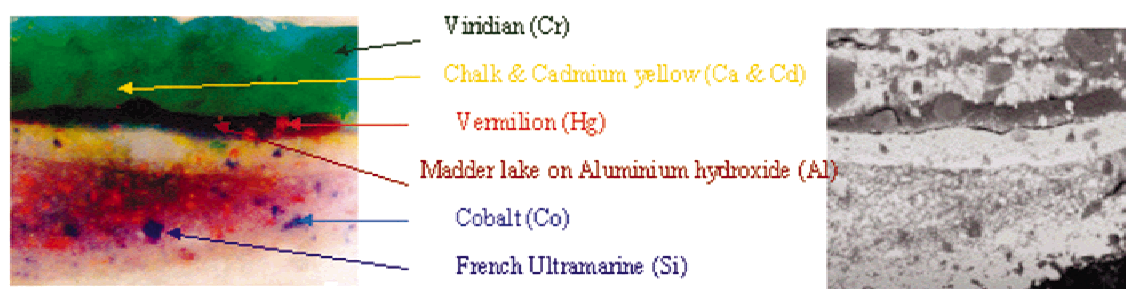 Viridian (Cr)
Chalk & Cadmium yellow (Ca & Cd)
Vermilion (Hg)
Madder lake on Aluminium hydroxide (Al)
Cobalt (Co)
French Ultramarine (Si)